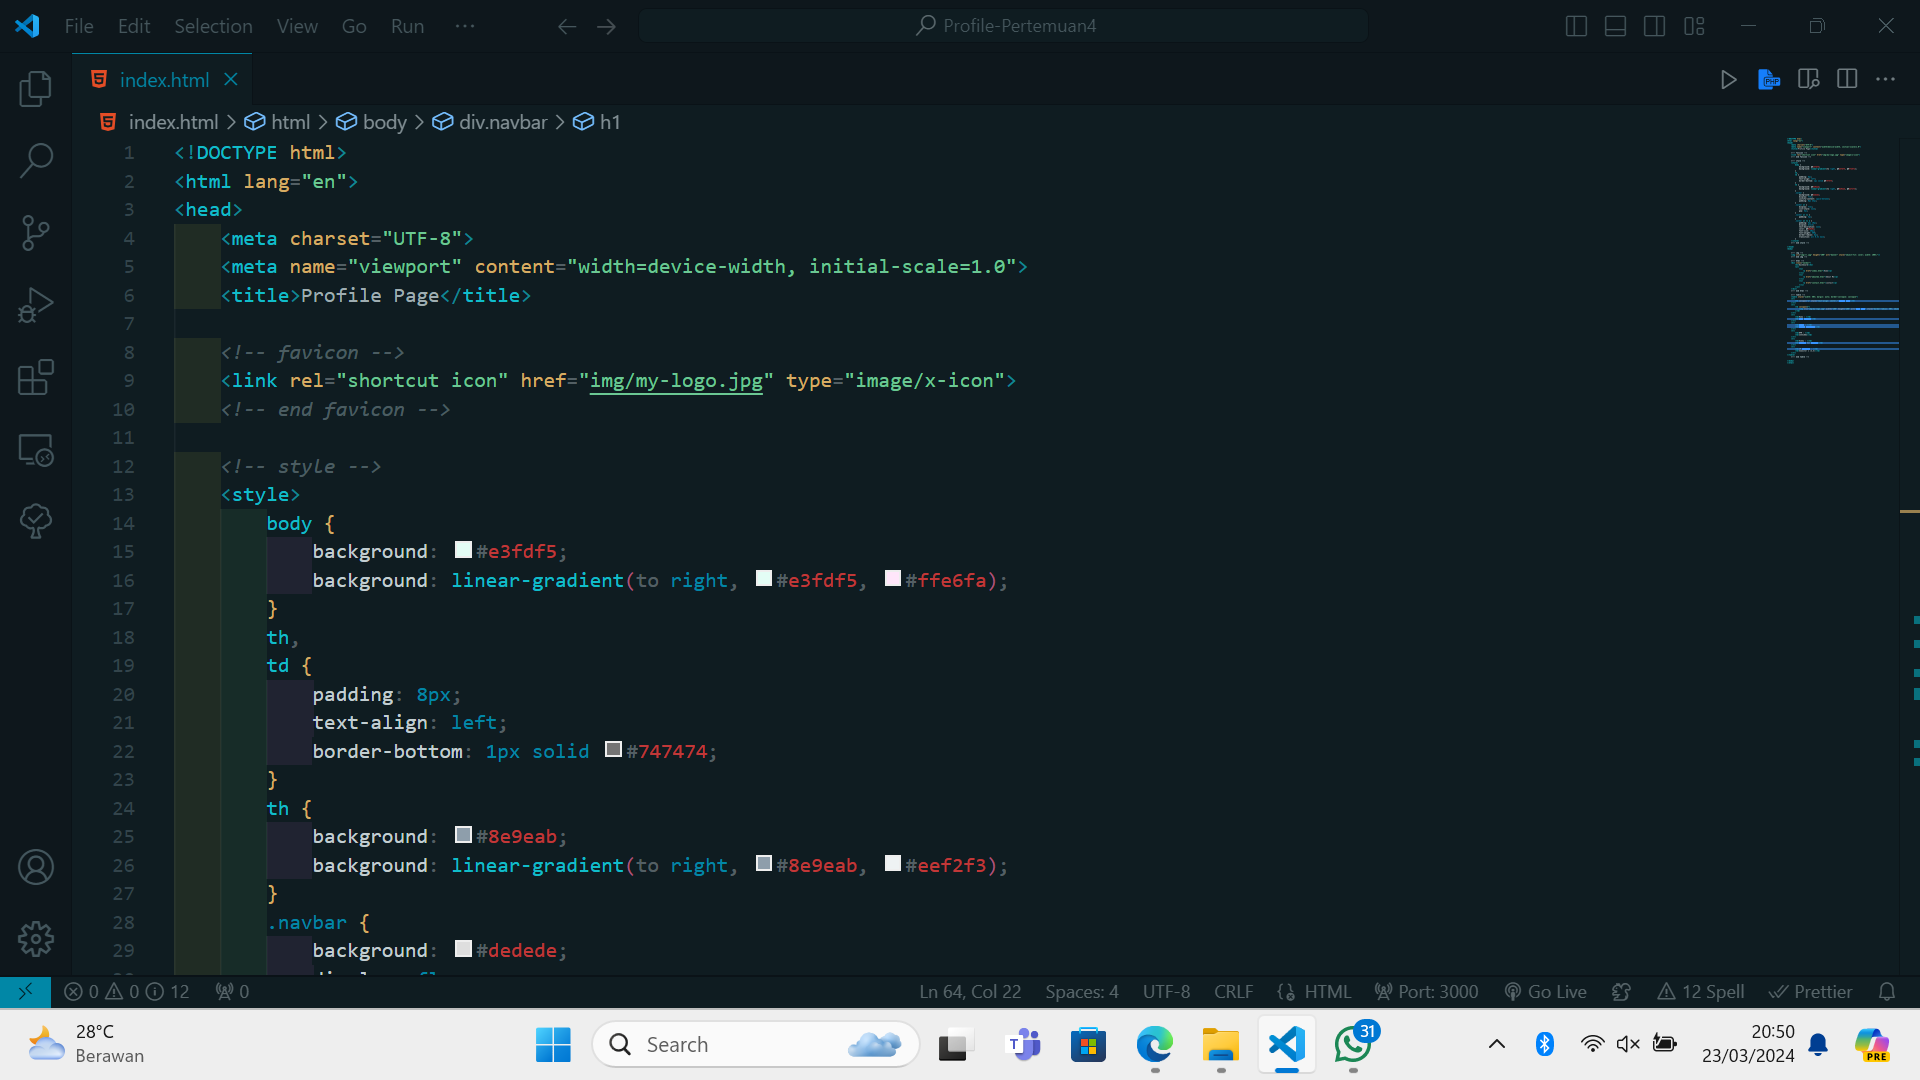 File Edit Selection View Go Run ··· Profile-Pertemuan4
index.html
index.html > html > body > div.navbar > h1
1 <!DOCTYPE html>
2 <html lang="en">
3 <head>
4 <meta charset="UTF-8">
5 <meta name="viewport" content="width=device-width, initial-scale=1.0">
6 <title>Profile Page</title>
7
8 <!-- favicon -->
9 <link rel="shortcut icon" href="img/my-logo.jpg" type="image/x-icon">
10 <!-- end favicon -->
11
12 <!-- style -->
13 <style>
14 body {
15 background: #e3fdf5;
16 background: linear-gradient(to right, #e3fdf5, #ffe6fa);
17 }
18 th,
19 td {
20 padding: 8px;
21 text-align: left;
22 border-bottom: 1px solid #747474;
23 }
24 th {
25 background: #8e9eab;
26 background: linear-gradient(to right, #8e9eab, #eef2f3);
27 }
28 .navbar {
29 background: #dedede;
0 0 12 0 Ln 64, Col 22 Spaces: 4 UTF-8 CRLF HTML Port: 3000 Go Live 12 Spell Prettier
28°C
Berawan
Search
31
20:50
23/03/2024
PRE